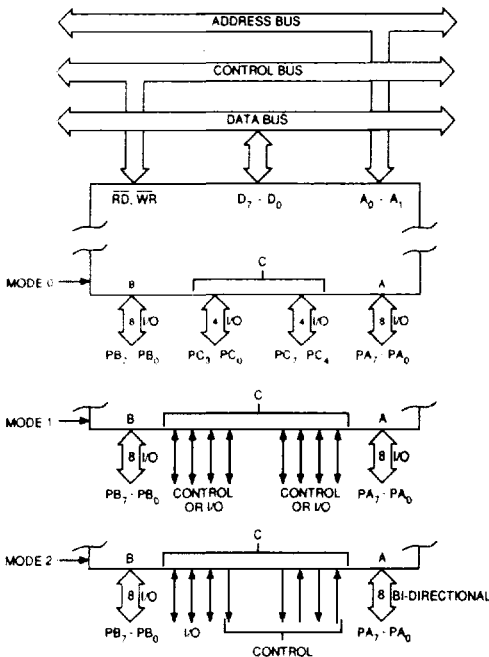 ADDRESS BUS
CONTROL BUS
DATA BUS
RD, WR D7 - D0 A0 - A1
MODE 0
B C A
8 I/O 4 I/O 4 I/O 8 I/O
PB7 - PB0 PC3 - PC0 PC7 - PC4 PA7 - PA0
MODE 1
B C A
8 I/O 8 I/O
PB7 - PB0 CONTROL OR I/O CONTROL OR I/O PA7 - PA0
MODE 2
B C A
8 I/O 8 BI-DIRECTIONAL
PB7 - PB0 I/O PA7 - PA0
CONTROL